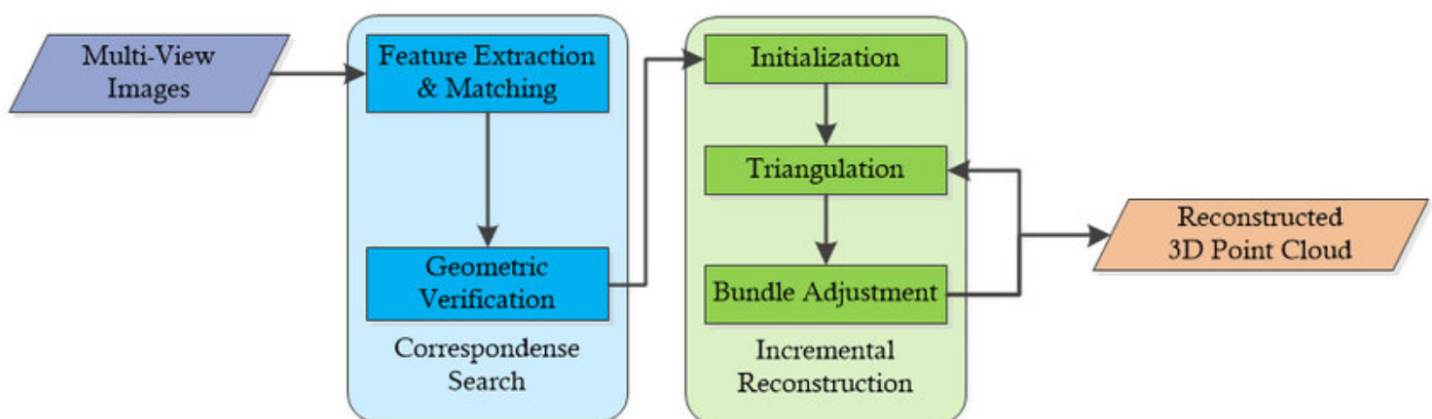 Multi-View
Images
Feature Extraction
& Matching
Geometric
Verification
Correspondense
Search
Initialization
Triangulation
Bundle Adjustment
Incremental
Reconstruction
Reconstructed
3D Point Cloud